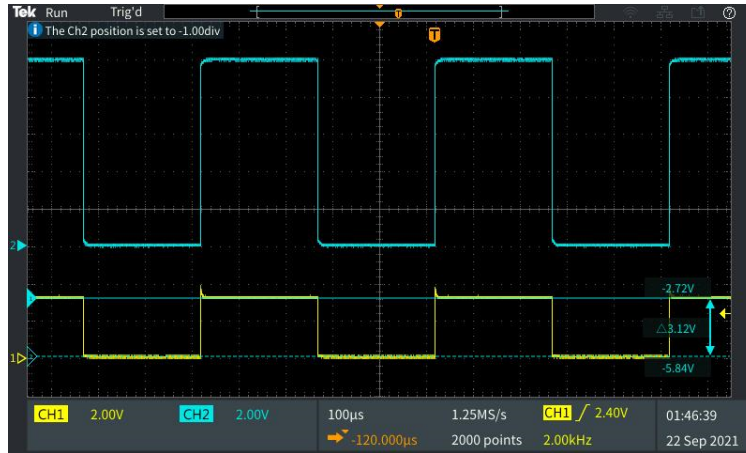 Tek Run Trig'd
T
i The Ch2 position is set to -1.00div
T
2
1
-2.72V
△3.12V
1
-5.84V
CH1 2.00V CH2 2.00V 100µs 1.25MS/s CH1 2.40V 01:46:39
-120.000µs 2000 points 2.00kHz 22 Sep 2021